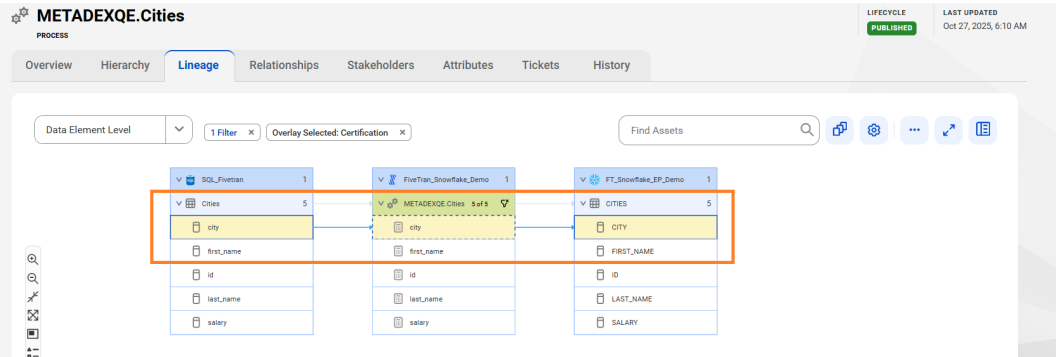 METADEXQE.Cities
PROCESS
LIFECYCLE
PUBLISHED
LAST UPDATED
Oct 27, 2025, 6:10 AM
Overview Hierarchy Lineage Relationships Stakeholders Attributes Tickets History
Data Element Level
1 Filter ×
Overlay Selected: Certification ×
Find Assets
SQL_Fivetran 1 FiveTran_Snowflake_Demo 1 FT_Snowflake_EP_Demo 1
Cities 5 METADEXQE.Cities 5 of 5 CITIES 5
city city CITY
first_name first_name FIRST_NAME
id id ID
last_name last_name LAST_NAME
salary salary SALARY